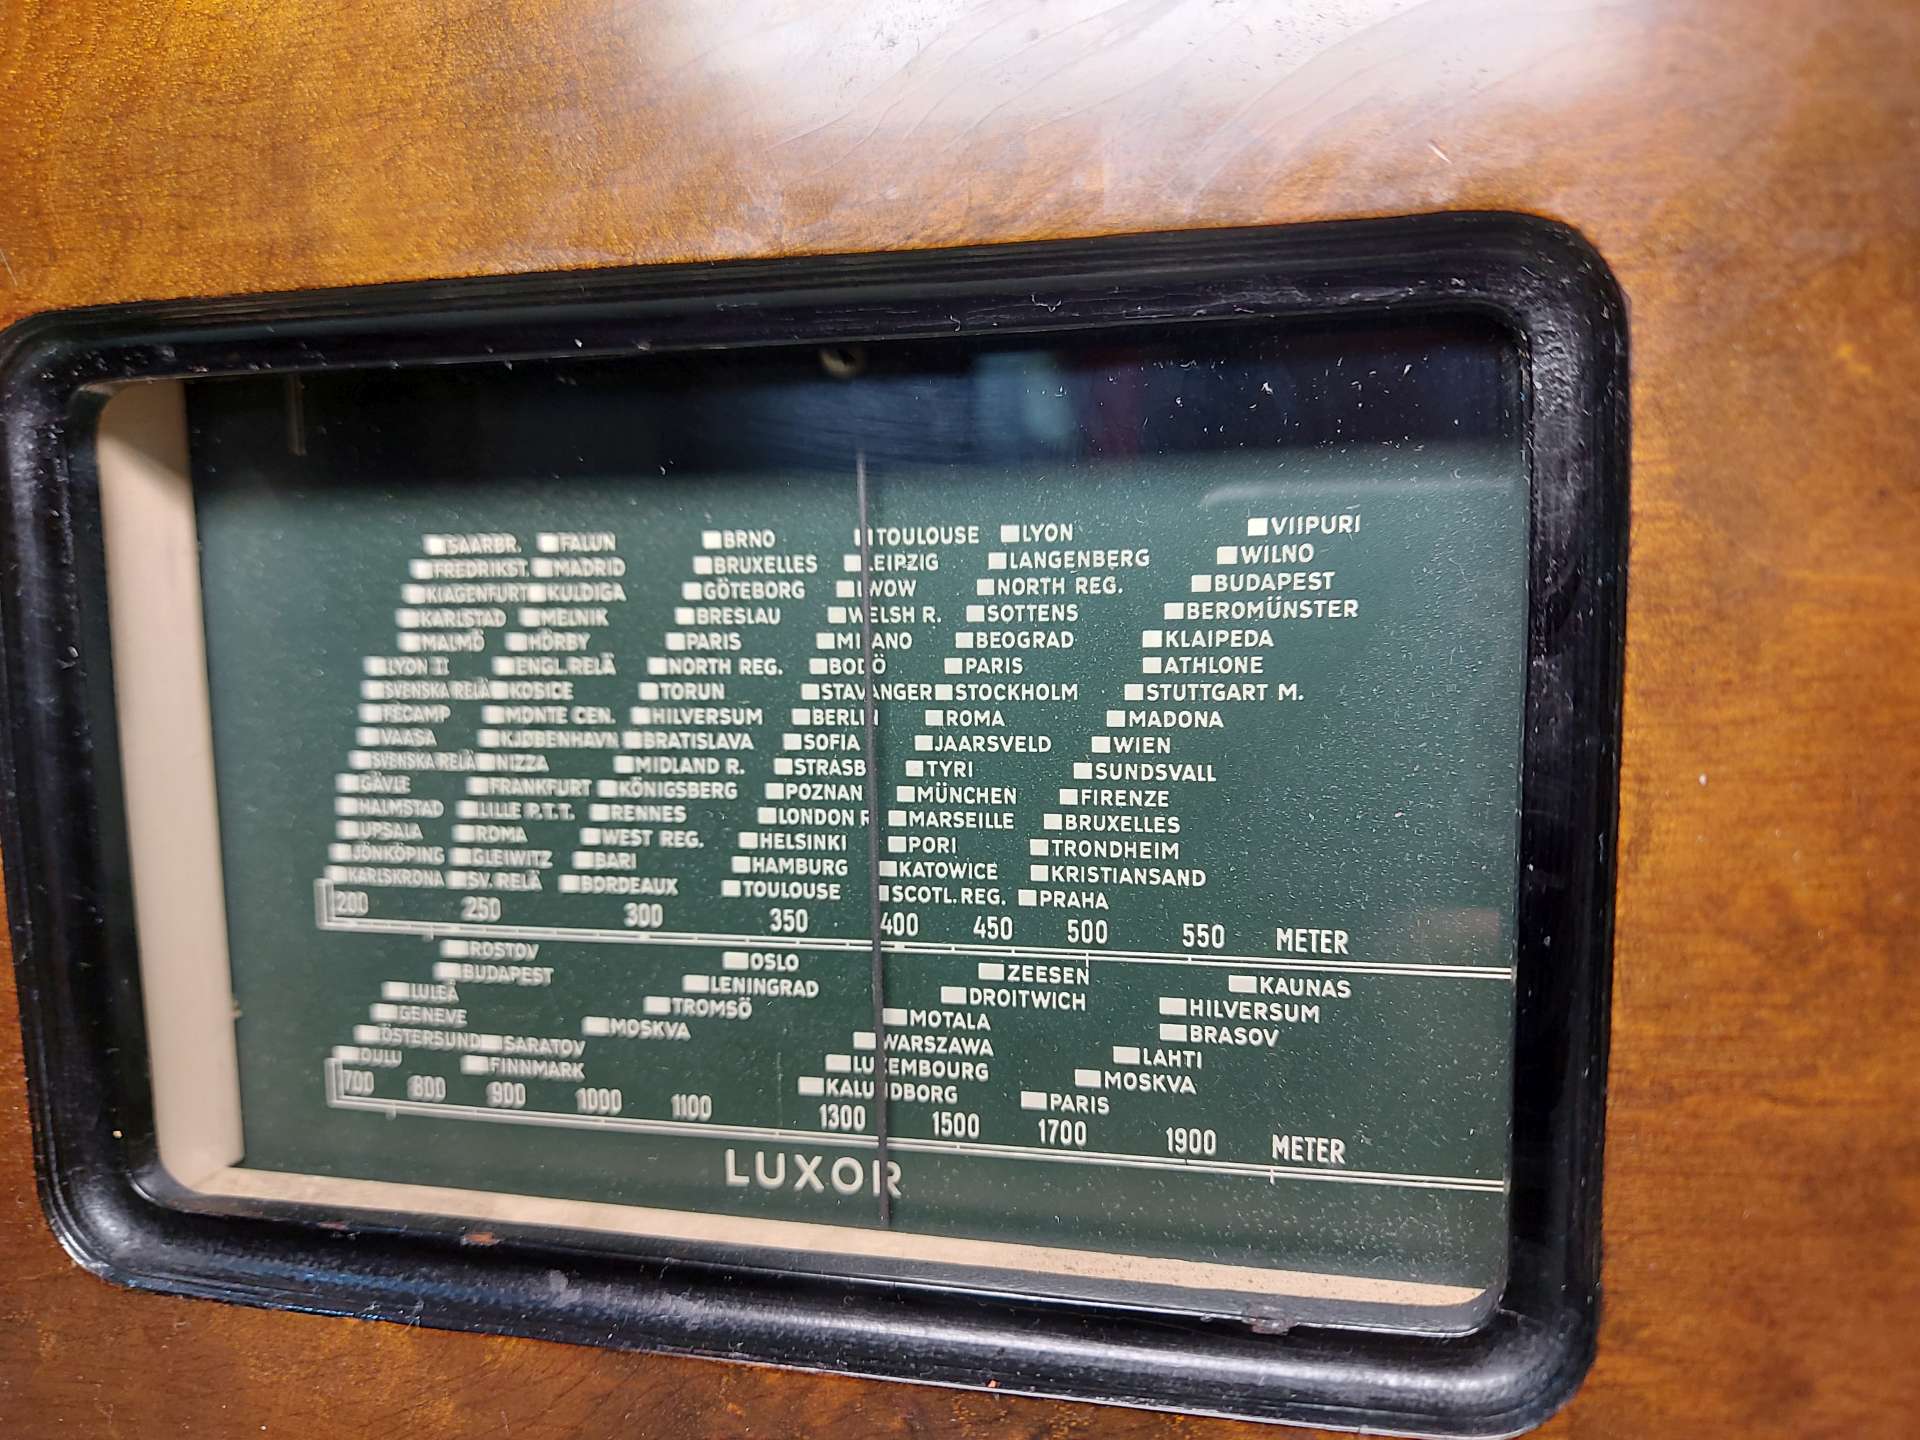 SAARBR. FALUN BRNO TOULOUSE LYON VIIPURI
FREDRIKST. MADRID BRUXELLES LEIPZIG LANGENBERG WILNO
KLAGENFURT KULDIGA GÖTEBORG LWOW NORTH REG. BUDAPEST
KARLSTAD MELNIK BRESLAU WELSH R. SOTTENS BEROMÜNSTER
MALMÖ HÖRBY PARIS MILANO BEOGRAD KLAIPEDA
LYON II ENGL.RELÄ NORTH REG. BODÖ PARIS ATHLONE
SVENSKA RELÄ KOSICE TORUN STAVANGER STOCKHOLM STUTTGART M.
FÉCAMP MONTE CEN. HILVERSUM BERLIN ROMA MADONA
VAASA KJØBENHAVN BRATISLAVA SOFIA JAARSVELD WIEN
SVENSKA RELÄ NIZZA MIDLAND R. STRASB TYRI SUNDSVALL
GÄVLE FRANKFURT KÖNIGSBERG POZNAN MÜNCHEN FIRENZE
HALMSTAD LILLE P.T.T. RENNES LONDON R MARSEILLE BRUXELLES
UPSALA ROMA WEST REG. HELSINKI PORI TRONDHEIM
JÖNKÖPING GLEIWITZ BARI HAMBURG KATOWICE KRISTIANSAND
KARLSKRONA SV. RELÄ BORDEAUX TOULOUSE SCOTL.REG. PRAHA
200 250 300 350 400 450 500 550 METER
ROSTOV OSLO ZEESEN KAUNAS
BUDAPEST LENINGRAD DROITWICH HILVERSUM
LULEÅ TROMSÖ MOTALA BRASOV
GENEVE MOSKVA WARSZAWA LAHTI
ÖSTERSUND SARATOV LUXEMBOURG MOSKVA
OULU FINNMARK KALUNDBORG PARIS
700 800 900 1000 1100 1300 1500 1700 1900 METER
LUXOR